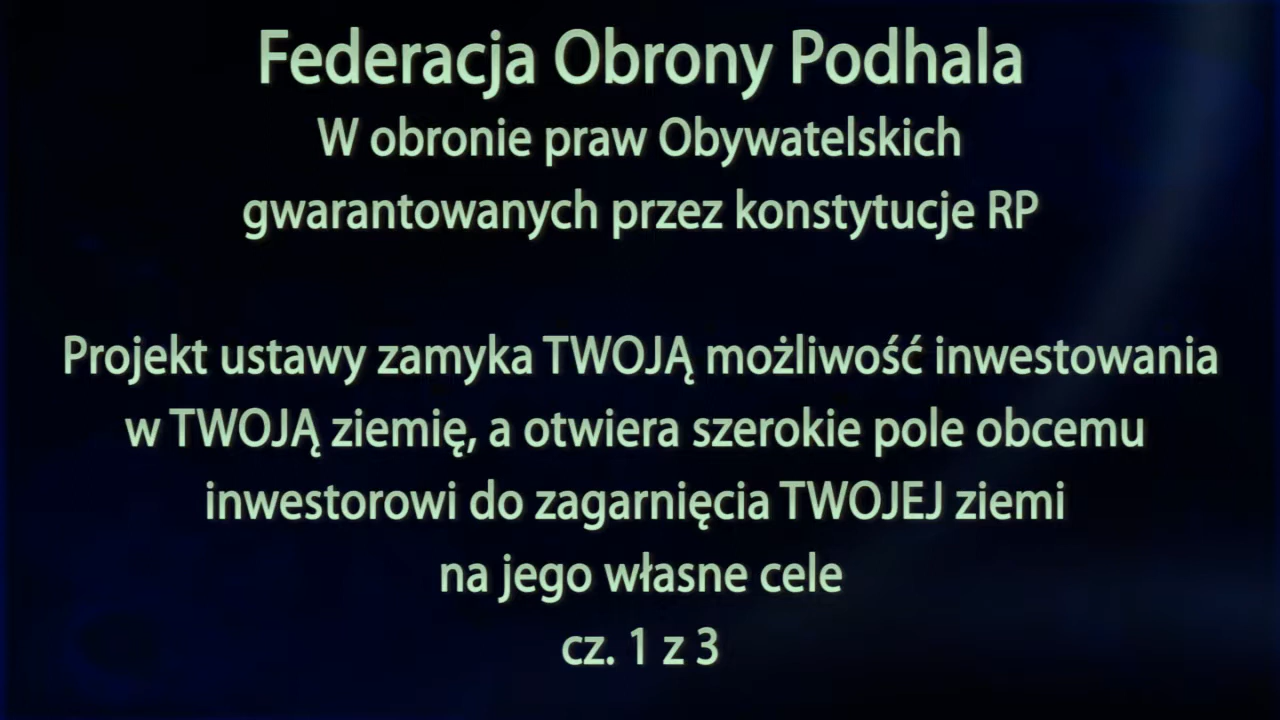 Federacja Obrony Podhala
W obronie praw Obywatelskich
gwarantowanych przez konstytucje RP
Projekt ustawy zamyka TWOJĄ możliwość inwestowania
w TWOJĄ ziemię, a otwiera szerokie pole obcemu
inwestorowi do zagarnięcia TWOJEJ ziemi
na jego własne cele
cz. 1 z 3